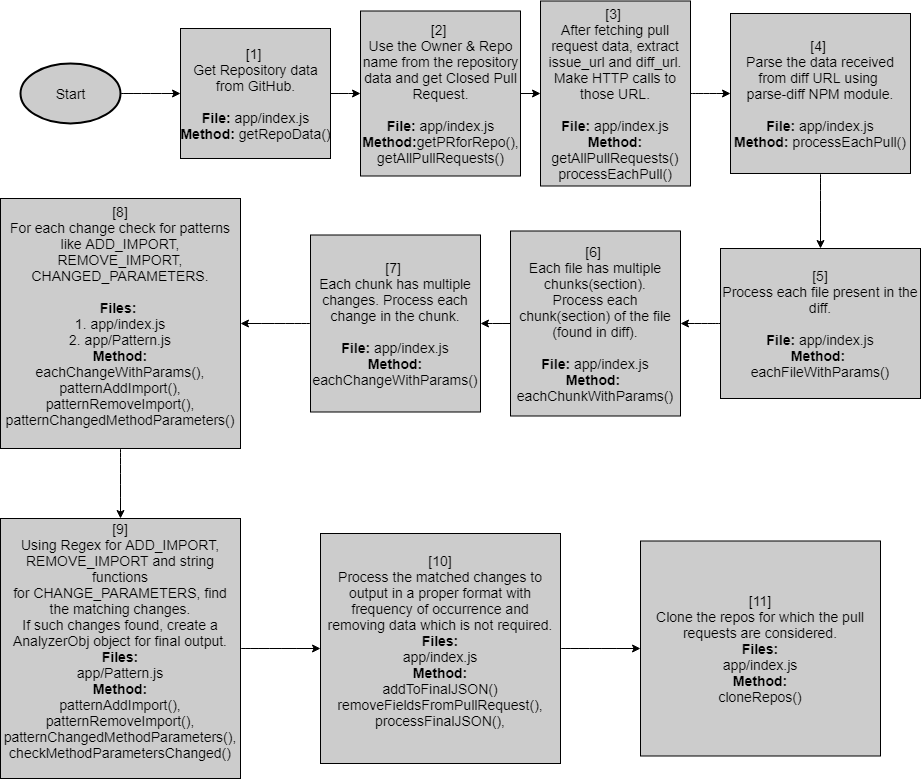 Start
[1]
Get Repository data
from GitHub.
File: app/index.js
Method: getRepoData()
[2]
Use the Owner & Repo
name from the repository
data and get Closed Pull
Request.
File: app/index.js
Method:getPRforRepo(),
getAllPullRequests()
[3]
After fetching pull
request data, extract
issue_url and diff_url.
Make HTTP calls to
those URL.
File: app/index.js
Method:
getAllPullRequests()
processEachPull()
[4]
Parse the data received
from diff URL using
parse-diff NPM module.
File: app/index.js
Method: processEachPull()
[5]
Process each file present in the
diff.
File: app/index.js
Method:
eachFileWithParams()
[6]
Each file has multiple
chunks(section).
Process each
chunk(section) of the file
(found in diff).
File: app/index.js
Method:
eachChunkWithParams()
[7]
Each chunk has multiple
changes. Process each
change in the chunk.
File: app/index.js
Method:
eachChangeWithParams()
[8]
For each change check for patterns
like ADD_IMPORT,
REMOVE_IMPORT,
CHANGED_PARAMETERS.
Files:
1. app/index.js
2. app/Pattern.js
Method:
eachChangeWithParams(),
patternAddImport(),
patternRemoveImport(),
patternChangedMethodParameters()
[9]
Using Regex for ADD_IMPORT,
REMOVE_IMPORT and string
functions
for CHANGE_PARAMETERS, find
the matching changes.
If such changes found, create a
AnalyzerObj object for final output.
Files:
app/Pattern.js
Method:
patternAddImport(),
patternRemoveImport(),
patternChangedMethodParameters(),
checkMethodParametersChanged()
[10]
Process the matched changes to
output in a proper format with
frequency of occurrence and
removing data which is not required.
Files:
app/index.js
Method:
addToFinalJSON()
removeFieldsFromPullRequest(),
processFinalJSON(),
[11]
Clone the repos for which the pull
requests are considered.
Files:
app/index.js
Method:
cloneRepos()